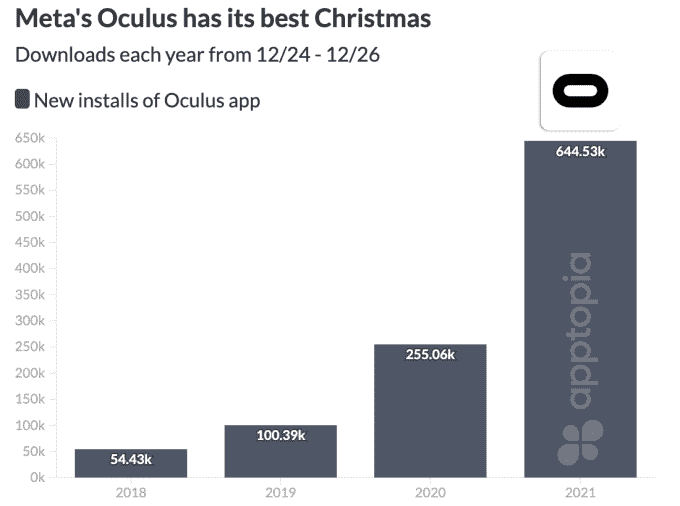 Meta's Oculus has its best Christmas
Downloads each year from 12/24 - 12/26
New installs of Oculus app
650k
600k
550k
500k
450k
400k
350k
300k
250k
200k
150k
100k
50k
0k
54.43k
100.39k
255.06k
644.53k
apptopia
2018 2019 2020 2021